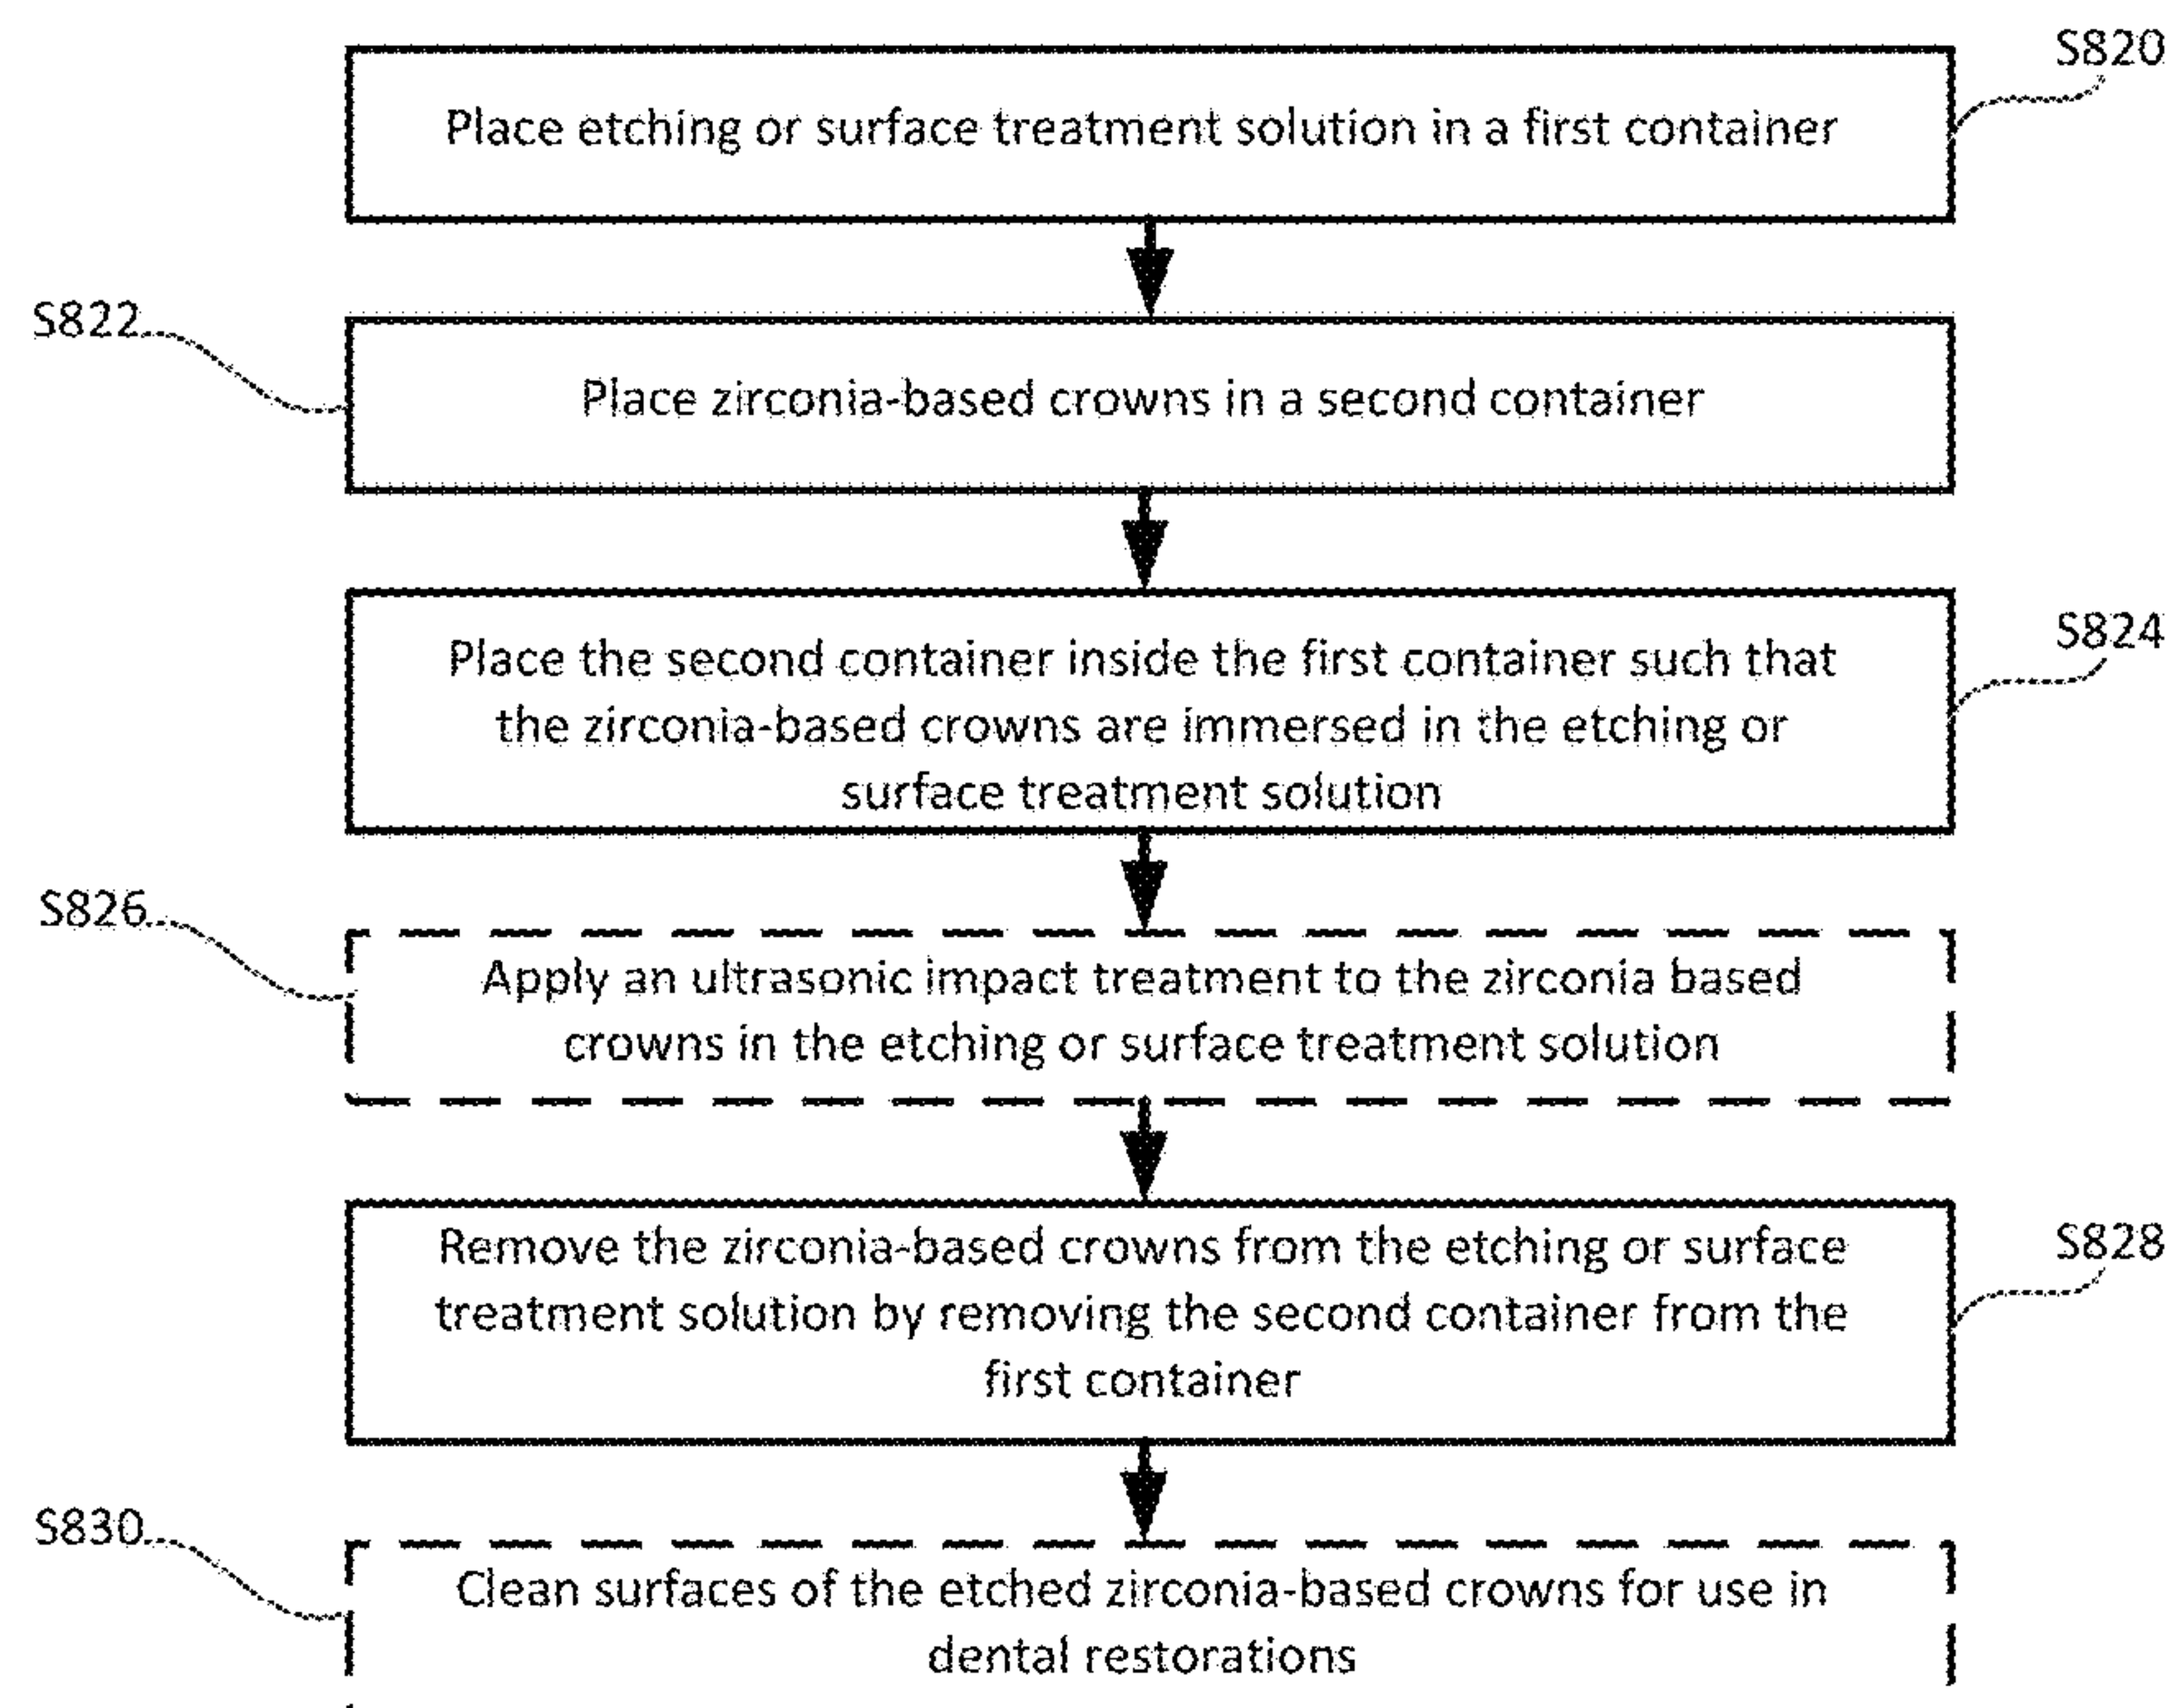 S820
Place etching or surface treatment solution in a first container
S822
Place zirconia-based crowns in a second container
S824
Place the second container inside the first container such that
the zirconia-based crowns are immersed in the etching or
surface treatment solution
S826
Apply an ultrasonic impact treatment to the zirconia based
crowns in the etching or surface treatment solution
S828
Remove the zirconia-based crowns from the etching or surface
treatment solution by removing the second container from the
first container
S830
Clean surfaces of the etched zirconia-based crowns for use in
dental restorations